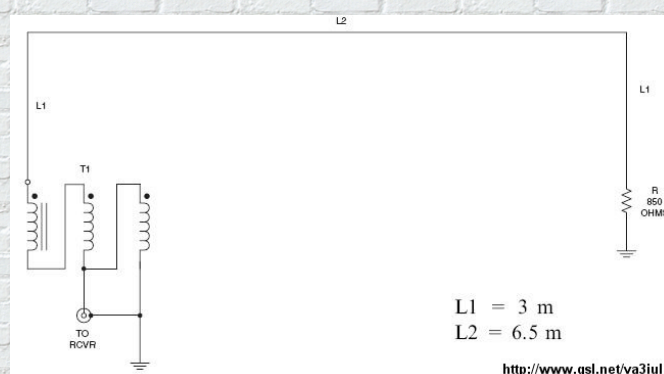 L2
L1
L1
T1
R
850
OHMS
TO
RCVR
L1 = 3 m
L2 = 6.5 m
http://www.qsl.net/va3iul